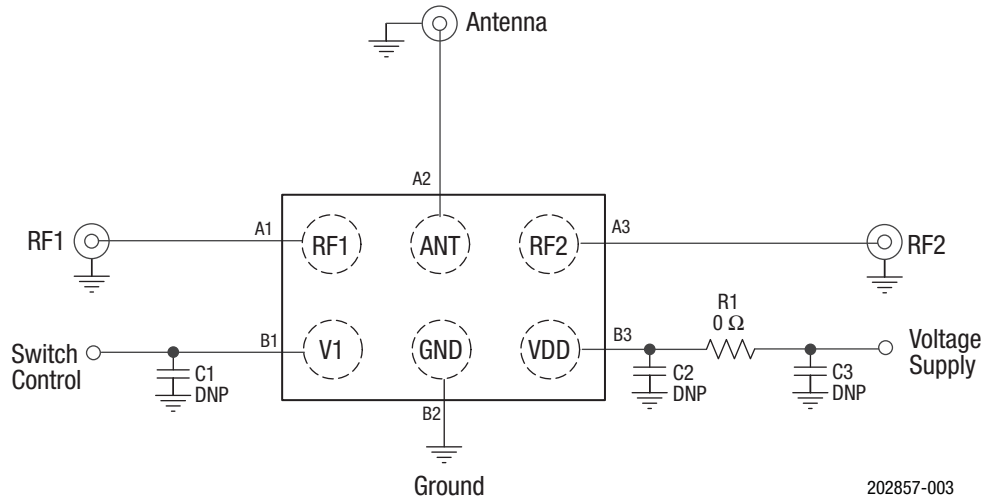 Antenna
A2
RF1
A1
RF1
ANT
RF2
A3
RF2
R1
0 Ω
Switch
Control
B1
V1
GND
VDD
B3
Voltage
Supply
C1
DNP
C2
DNP
C3
DNP
B2
Ground
202857-003